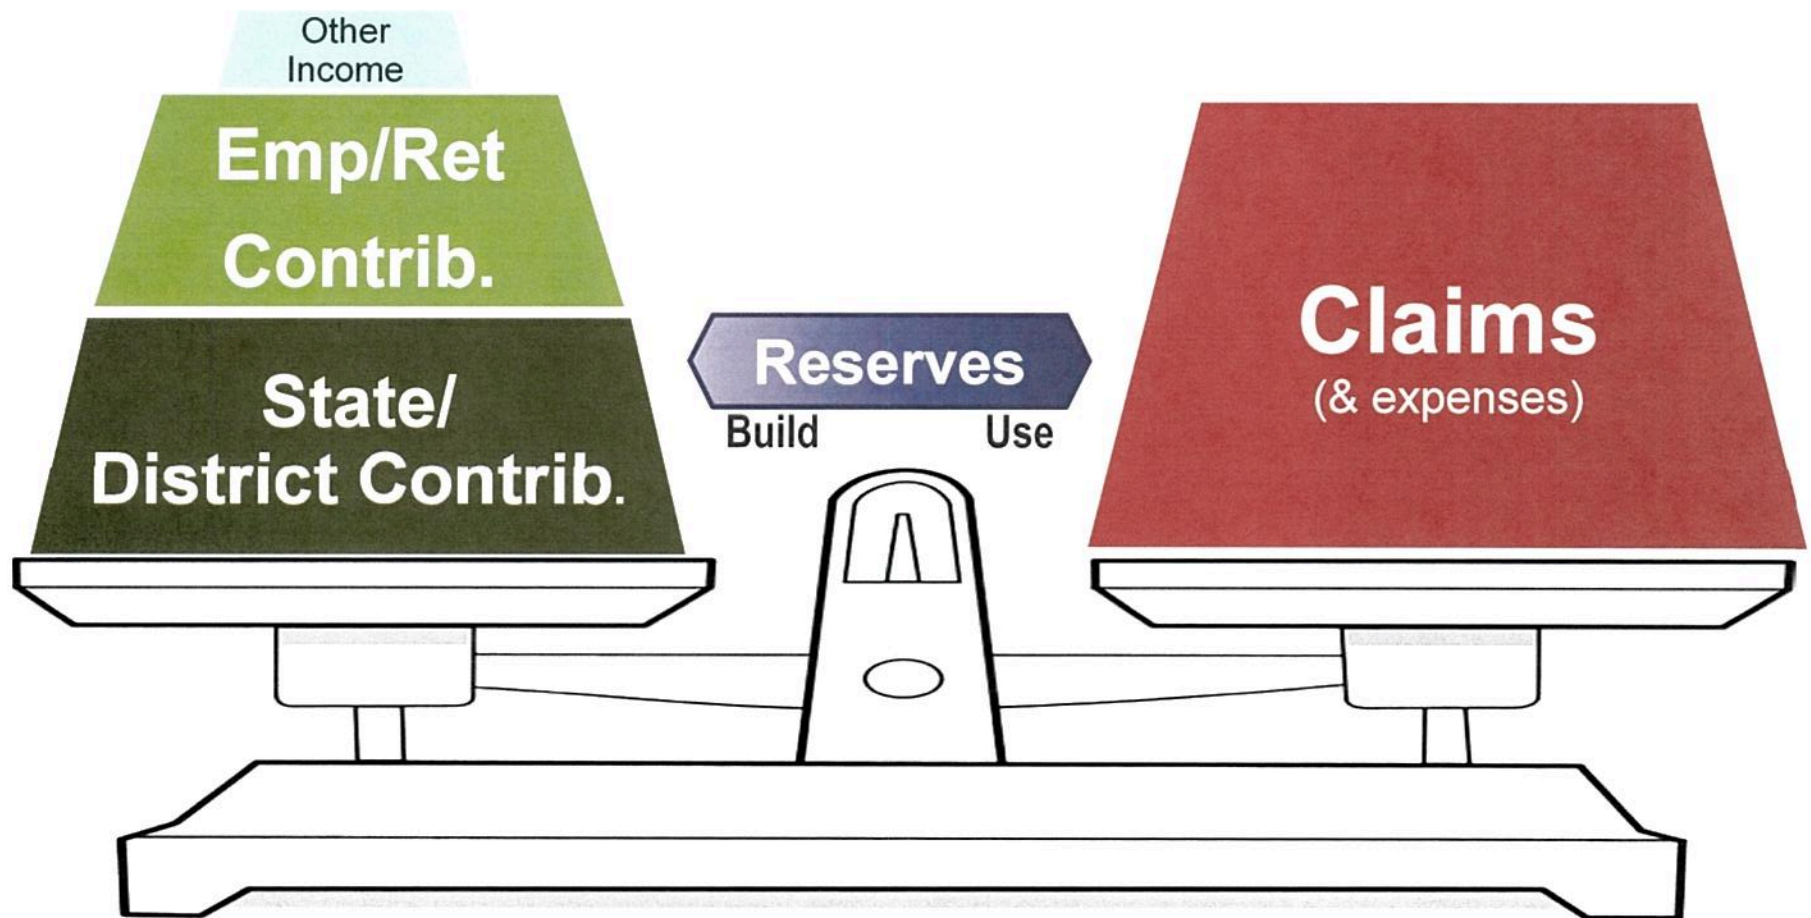 Other
Income
Emp/Ret
Contrib.
State/
District Contrib.
Reserves
Build Use
Claims
(& expenses)